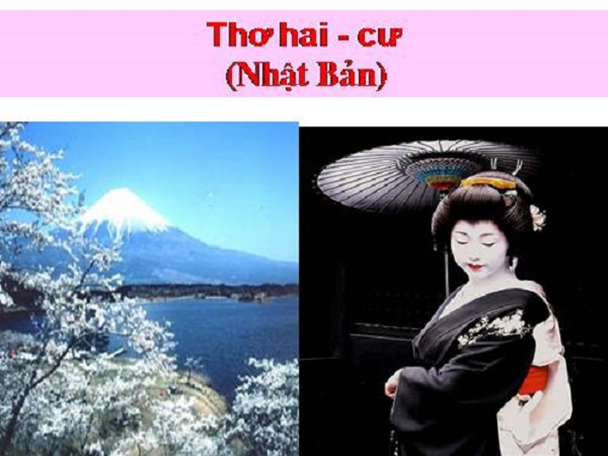 Thơ hai - cư
(Nhật Bản)